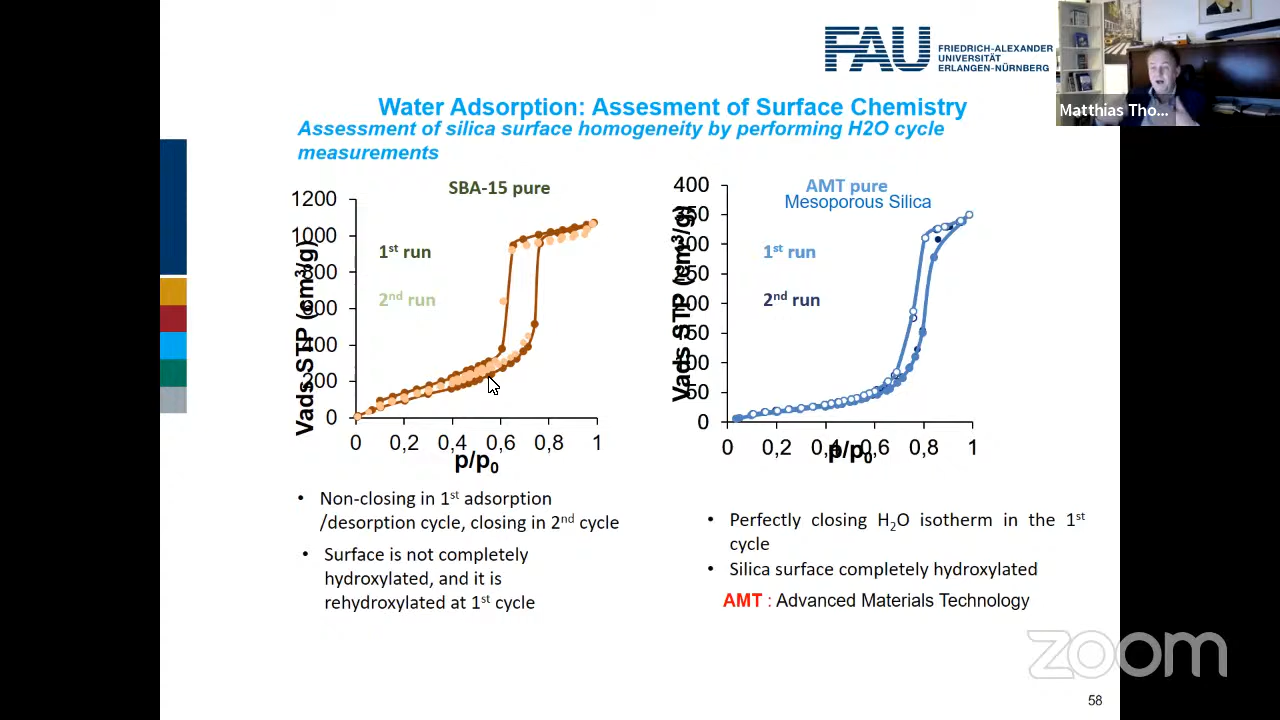 FAU FRIEDRICH-ALEXANDER
UNIVERSITÄT
ERLANGEN-NÜRNBERG
Matthias Tho...
Water Adsorption: Assesment of Surface Chemistry
Assessment of silica surface homogeneity by performing H2O cycle
measurements
SBA-15 pure
1st run
2nd run
Vads STP (cm³/g)
1200
1000
800
600
400
200
0
0 0,2 0,4 0,6 0,8 1
p/p₀
AMT pure
Mesoporous Silica
1st run
2nd run
Vads STP (cm³/g)
400
350
300
250
200
150
100
50
0
0 0,2 0,4 0,6 0,8 1
p/p₀
• Non-closing in 1st adsorption
/desorption cycle, closing in 2nd cycle
• Surface is not completely
hydroxylated, and it is
rehydroxylated at 1st cycle
• Perfectly closing H₂O isotherm in the 1st
cycle
• Silica surface completely hydroxylated
AMT : Advanced Materials Technology
zoom
58